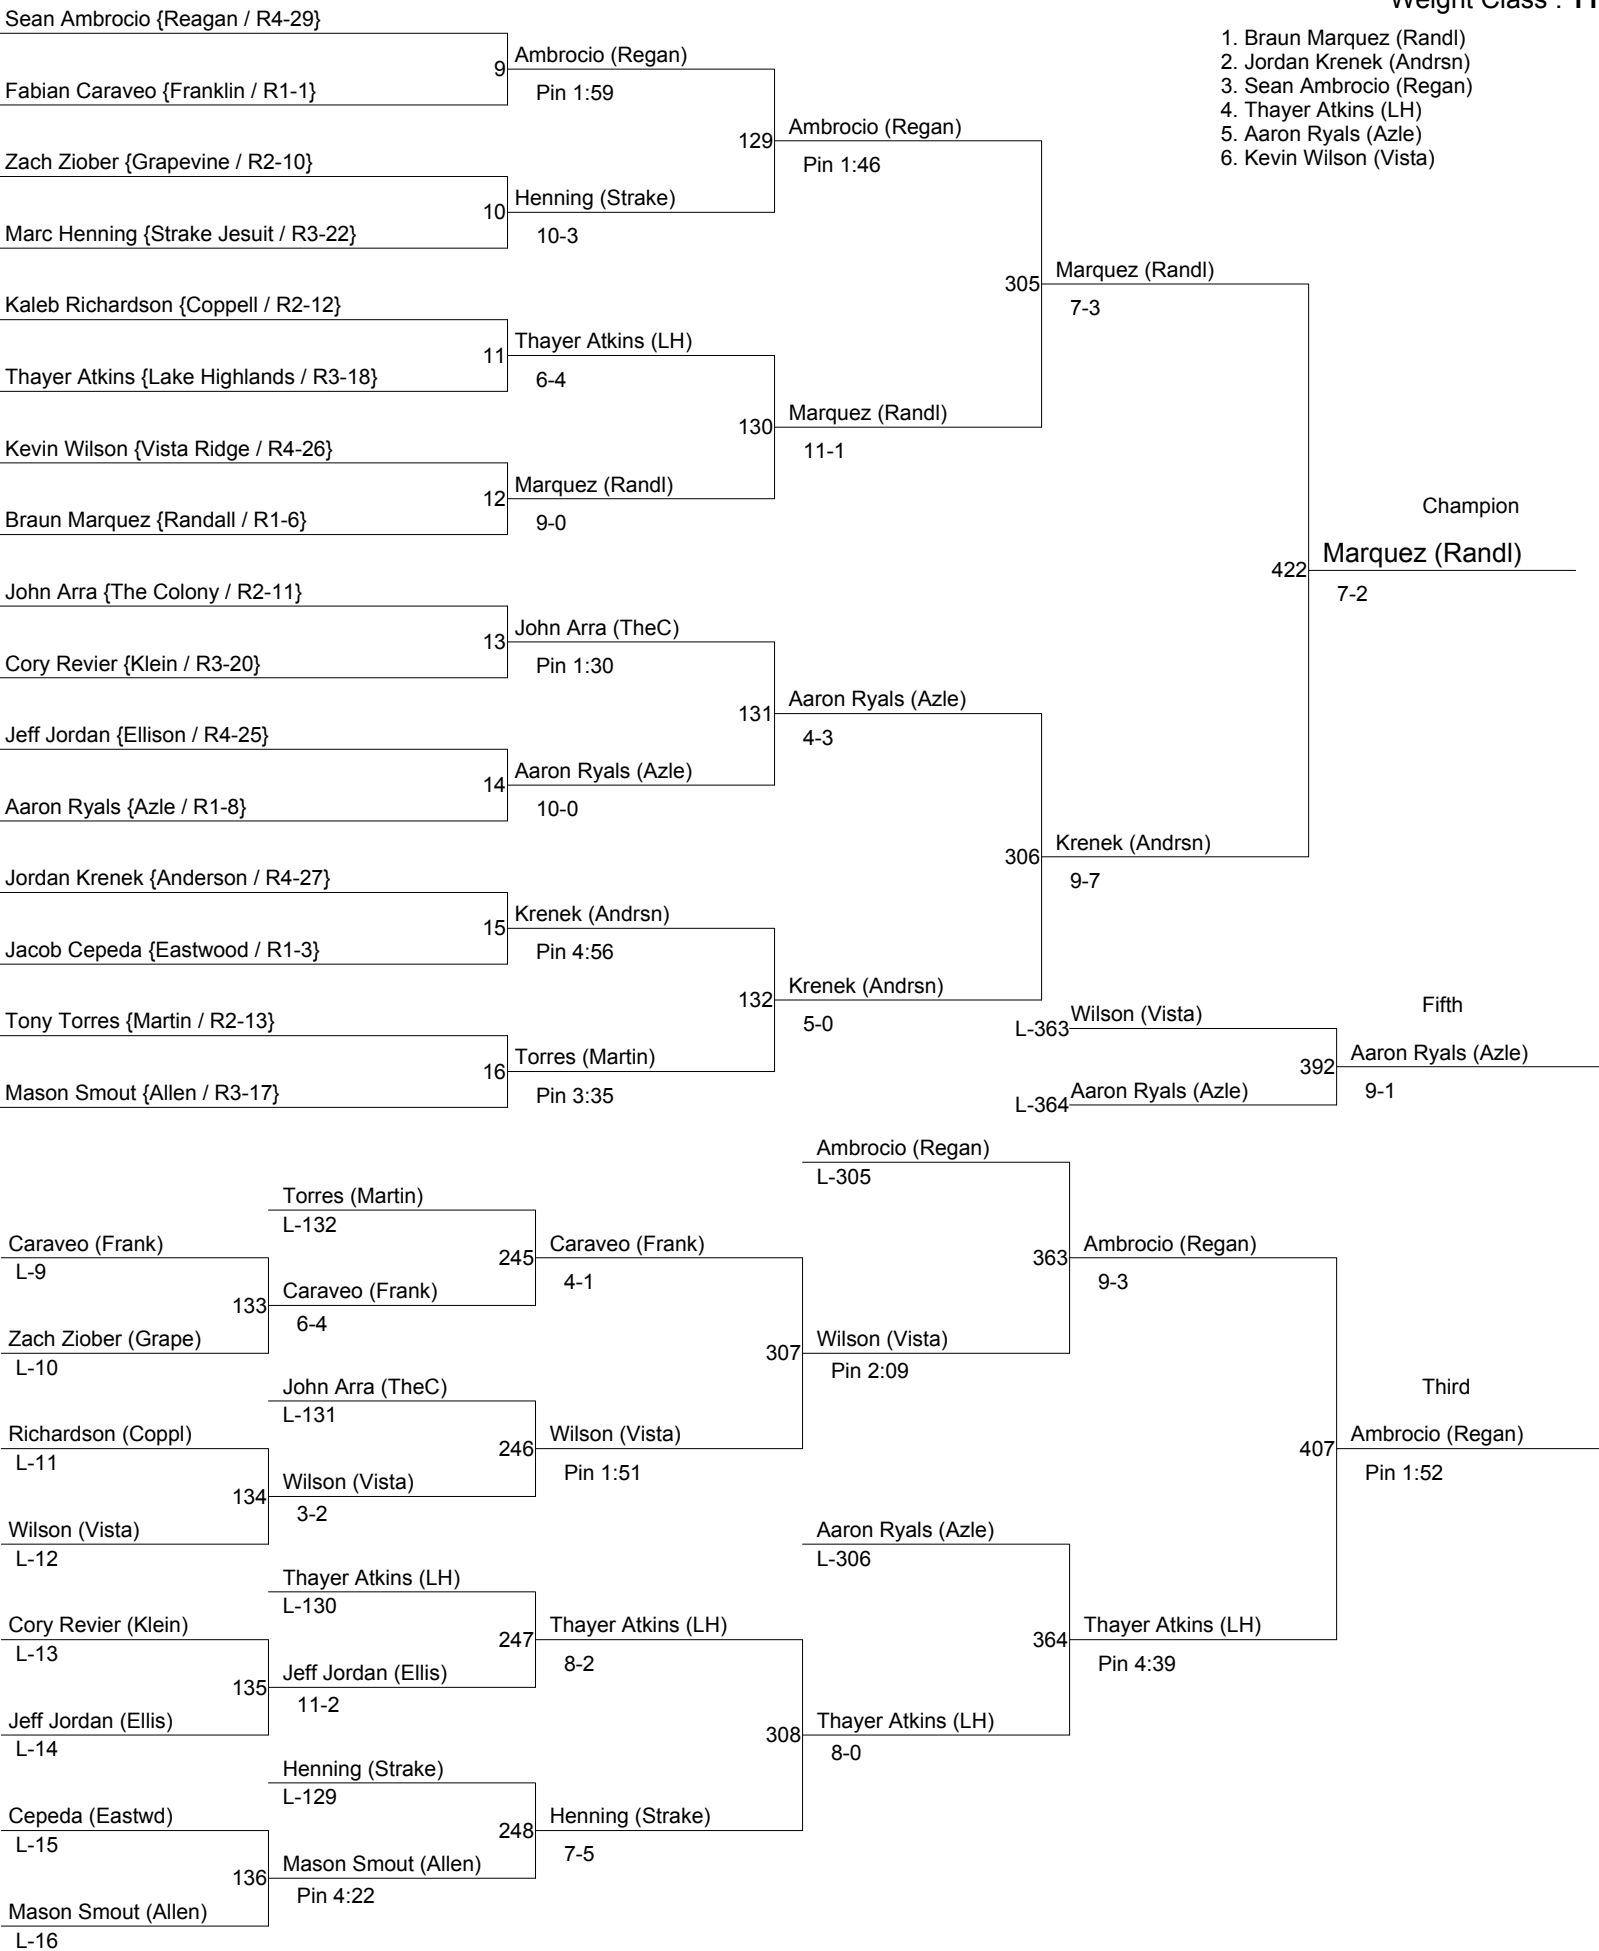 Weight Class :
1. Braun Marquez (Randl)
2. Jordan Krenek (Andrsn)
3. Sean Ambrocio (Regan)
4. Thayer Atkins (LH)
5. Aaron Ryals (Azle)
6. Kevin Wilson (Vista)
Sean Ambrocio {Reagan / R4-29}
9
Ambrocio (Regan)
Pin 1:59
Fabian Caraveo {Franklin / R1-1}
129
Ambrocio (Regan)
Pin 1:46
Zach Ziober {Grapevine / R2-10}
10
Henning (Strake)
10-3
Marc Henning {Strake Jesuit / R3-22}
305
Marquez (Randl)
7-3
Kaleb Richardson {Coppell / R2-12}
11
Thayer Atkins (LH)
6-4
Thayer Atkins {Lake Highlands / R3-18}
130
Marquez (Randl)
11-1
Kevin Wilson {Vista Ridge / R4-26}
12
Marquez (Randl)
9-0
Braun Marquez {Randall / R1-6}
Champion
422
Marquez (Randl)
7-2
John Arra {The Colony / R2-11}
13
John Arra (TheC)
Pin 1:30
Cory Revier {Klein / R3-20}
131
Aaron Ryals (Azle)
4-3
Jeff Jordan {Ellison / R4-25}
14
Aaron Ryals (Azle)
10-0
Aaron Ryals {Azle / R1-8}
306
Krenek (Andrsn)
9-7
Jordan Krenek {Anderson / R4-27}
15
Krenek (Andrsn)
Pin 4:56
Jacob Cepeda {Eastwood / R1-3}
132
Krenek (Andrsn)
5-0
Tony Torres {Martin / R2-13}
16
Torres (Martin)
Pin 3:35
Mason Smout {Allen / R3-17}
Fifth
L-363
Wilson (Vista)
392
Aaron Ryals (Azle)
9-1
L-364
Aaron Ryals (Azle)
Ambrocio (Regan)
L-305
Torres (Martin)
L-132
Caraveo (Frank)
L-9
245
Caraveo (Frank)
4-1
363
Ambrocio (Regan)
9-3
133
Caraveo (Frank)
6-4
Zach Ziober (Grape)
L-10
307
Wilson (Vista)
Pin 2:09
John Arra (TheC)
L-131
Third
Richardson (Coppl)
L-11
246
Wilson (Vista)
Pin 1:51
407
Ambrocio (Regan)
Pin 1:52
134
Wilson (Vista)
3-2
Wilson (Vista)
L-12
Aaron Ryals (Azle)
L-306
Thayer Atkins (LH)
L-130
Cory Revier (Klein)
L-13
247
Thayer Atkins (LH)
8-2
364
Thayer Atkins (LH)
Pin 4:39
135
Jeff Jordan (Ellis)
11-2
Jeff Jordan (Ellis)
L-14
308
Thayer Atkins (LH)
8-0
Henning (Strake)
L-129
Cepeda (Eastwd)
L-15
248
Henning (Strake)
7-5
136
Mason Smout (Allen)
Pin 4:22
Mason Smout (Allen)
L-16